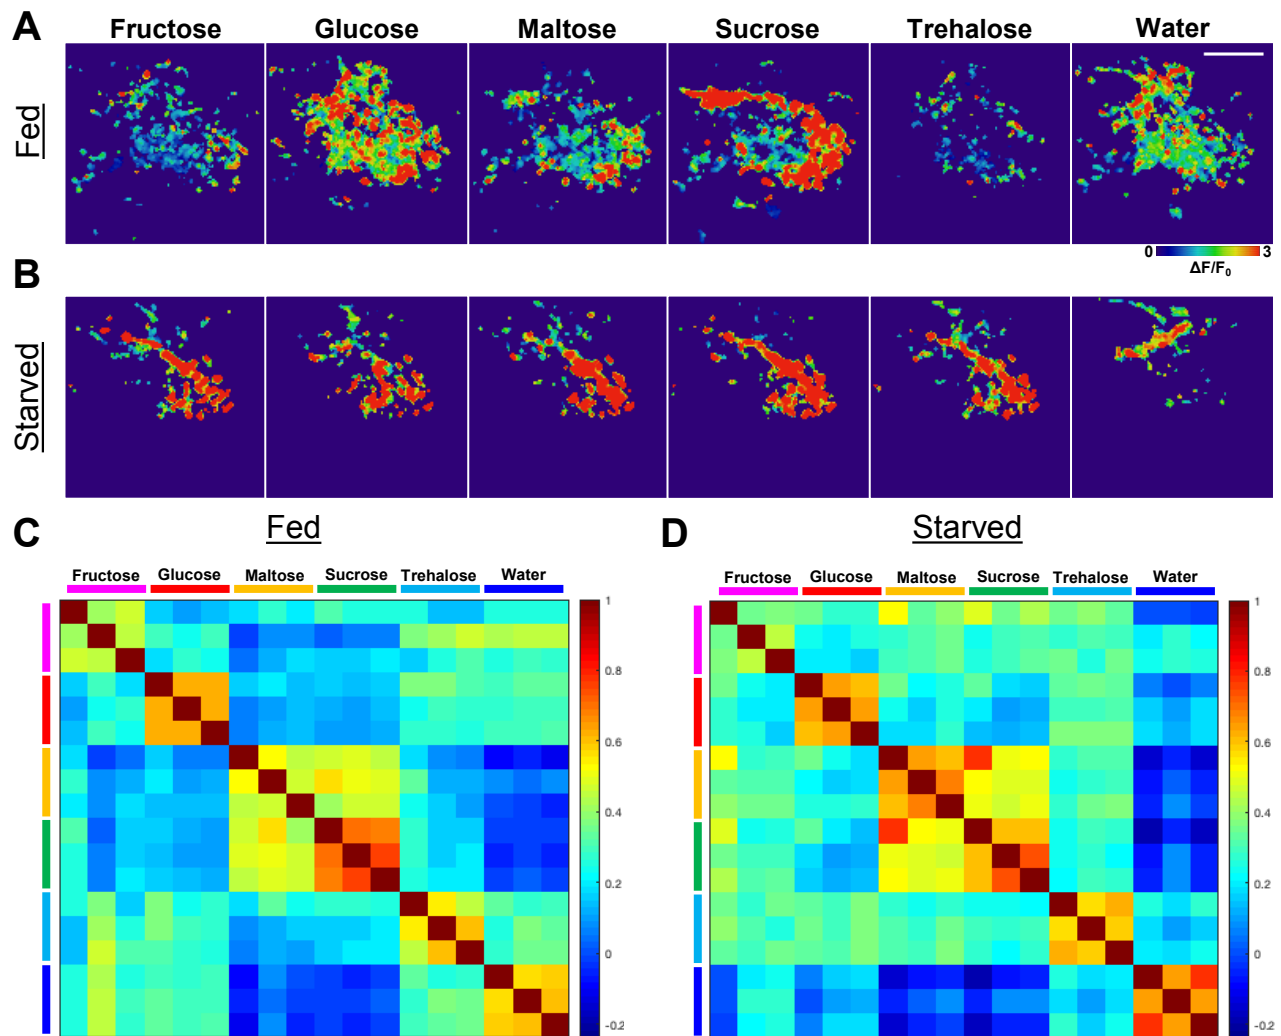 A
Fructose Glucose Maltose Sucrose Trehalose Water
Fed
0 3
ΔF/F₀
B
Starved
C Fed
Fructose Glucose Maltose Sucrose Trehalose Water
1
0.8
0.6
0.4
0.2
0
-0.2
D Starved
Fructose Glucose Maltose Sucrose Trehalose Water
1
0.8
0.6
0.4
0.2
0
-0.2